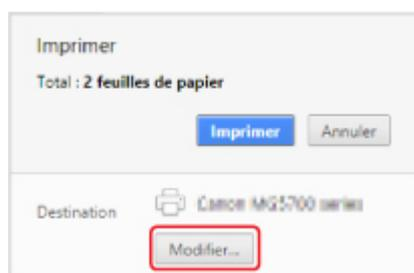 Imprimer
Total : 2 feuilles de papier
Imprimer Annuler
Destination Canon MG5700 series
Modifier...